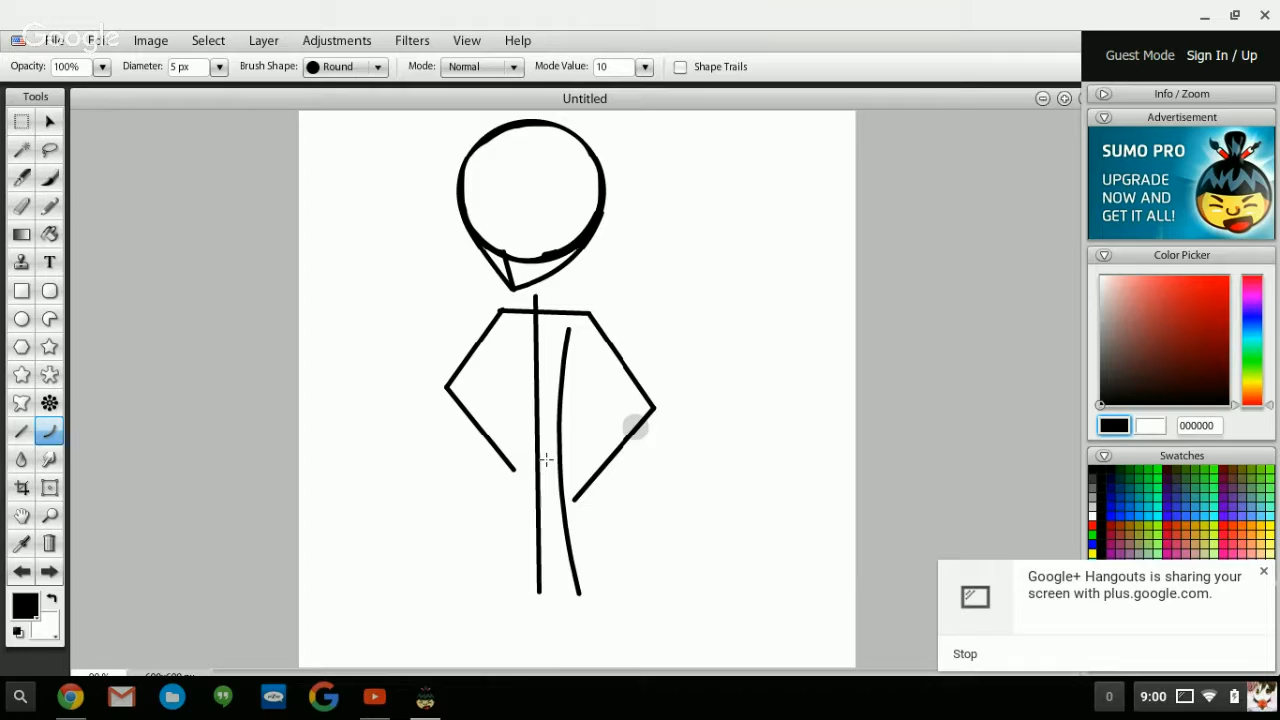 Google
File Edit Image Select Layer Adjustments Filters View Help
Opacity: 100% Diameter: 5 px Brush Shape: Round Mode: Normal Mode Value: 10 Shape Trails
Guest Mode Sign In / Up
Tools
Untitled
Info / Zoom
Advertisement
SUMO PRO
UPGRADE
NOW AND
GET IT ALL!
Color Picker
000000
Swatches
T
Google+ Hangouts is sharing your
screen with plus.google.com.
Stop
0 9:00